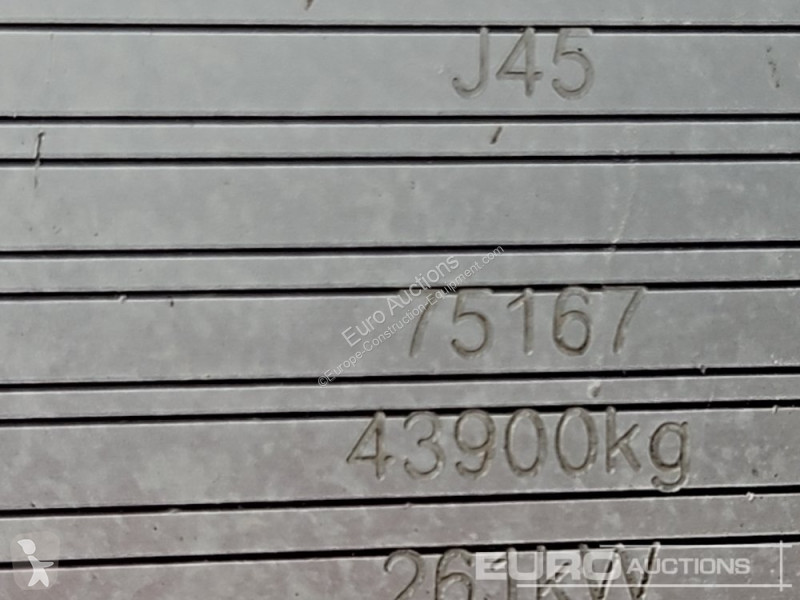 J45
Euro Auctions
©Europe-Construction-Equipment.com
75167
43900kg
EURO AUCTIONS